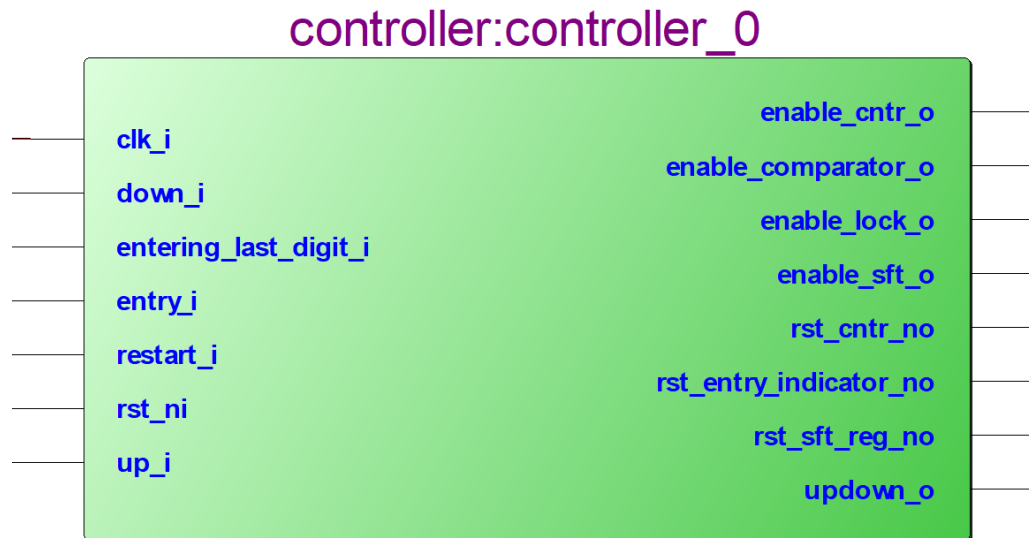 controller:controller_0
clk_i
down_i
entering_last_digit_i
entry_i
restart_i
rst_ni
up_i
enable_cntr_o
enable_comparator_o
enable_lock_o
enable_sft_o
rst_cntr_no
rst_entry_indicator_no
rst_sft_reg_no
updown_o